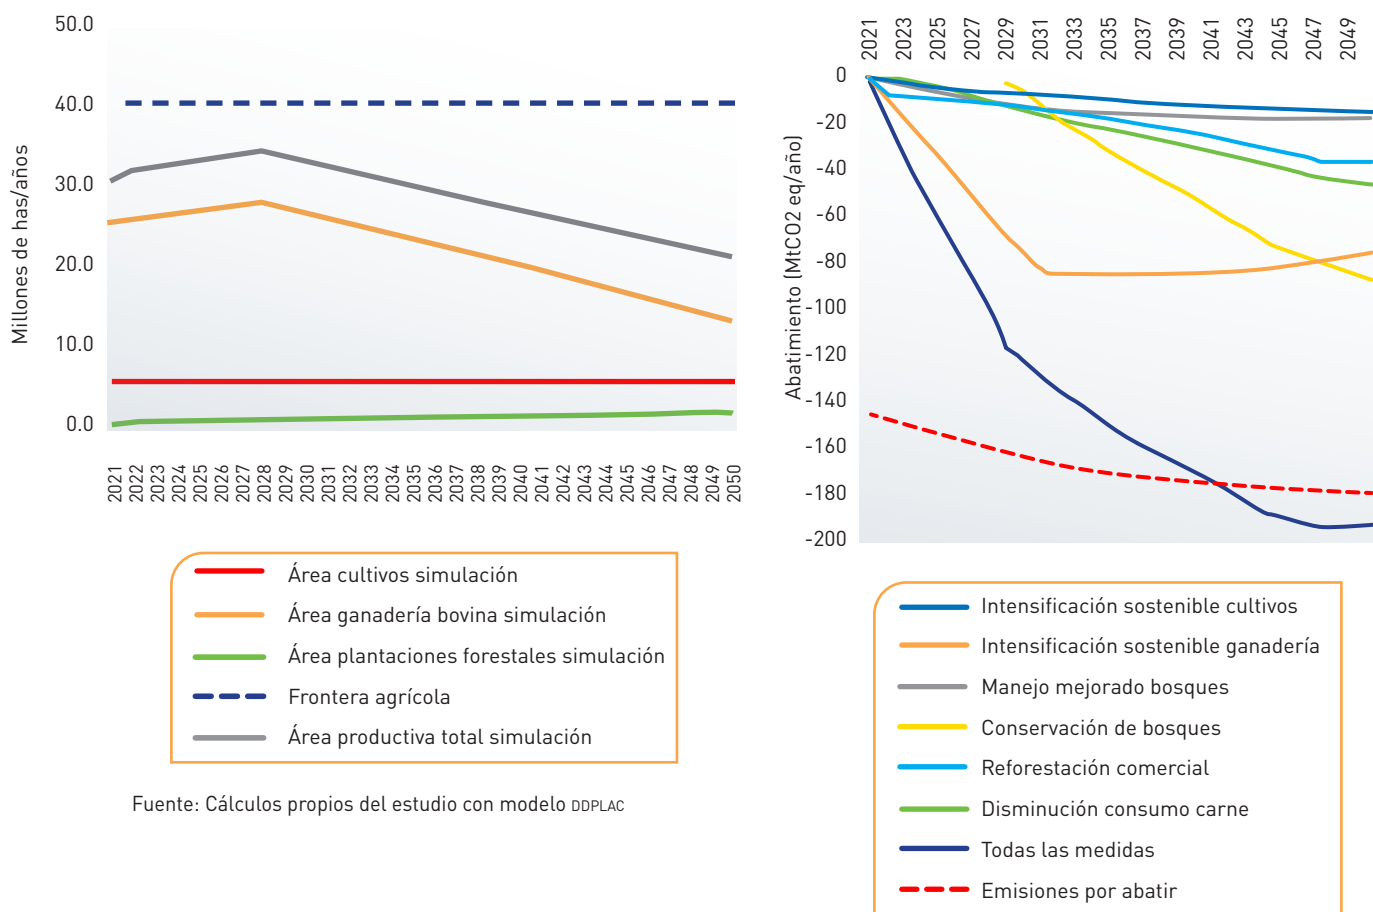 50.0
40.0
30.0
20.0
10.0
0.0
Millones de has/años
2021 2022 2023 2024 2025 2026 2027 2028 2029 2030 2031 2032 2033 2034 2035 2036 2037 2038 2039 2040 2041 2042 2043 2044 2045 2046 2047 2048 2049 2050
Área cultivos simulación
Área ganadería bovina simulación
Área plantaciones forestales simulación
Frontera agrícola
Área productiva total simulación
Fuente: Cálculos propios del estudio con modelo DDPLAC
2021 2023 2025 2027 2029 2031 2033 2035 2037 2039 2041 2043 2045 2047 2049
0
-20
-40
-60
-80
-100
-120
-140
-160
-180
-200
Abatimiento (MtCO2 eq/año)
Intensificación sostenible cultivos
Intensificación sostenible ganadería
Manejo mejorado bosques
Conservación de bosques
Reforestación comercial
Disminución consumo carne
Todas las medidas
Emisiones por abatir